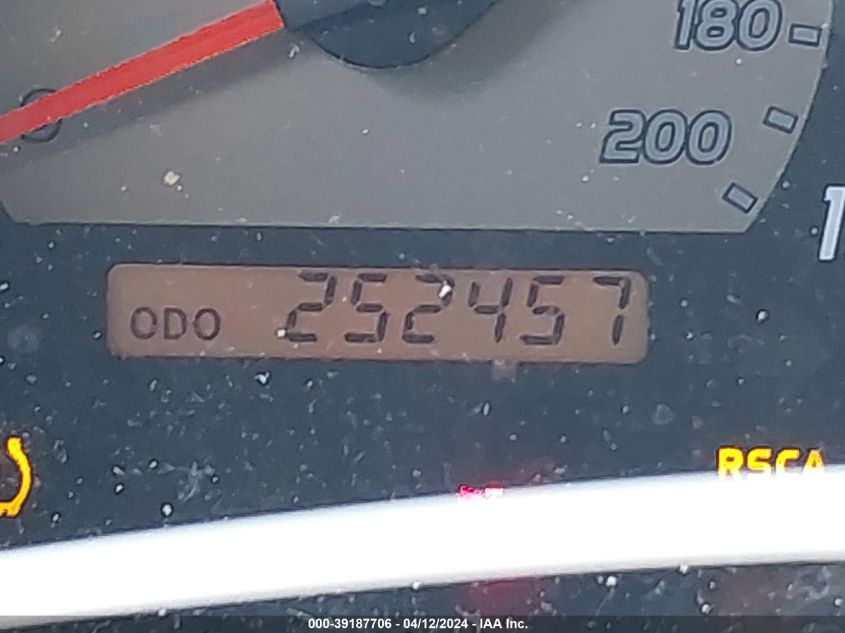 180
200
ODO 252457
RSCA
000-39187706 - 04/12/2024 - IAA Inc.